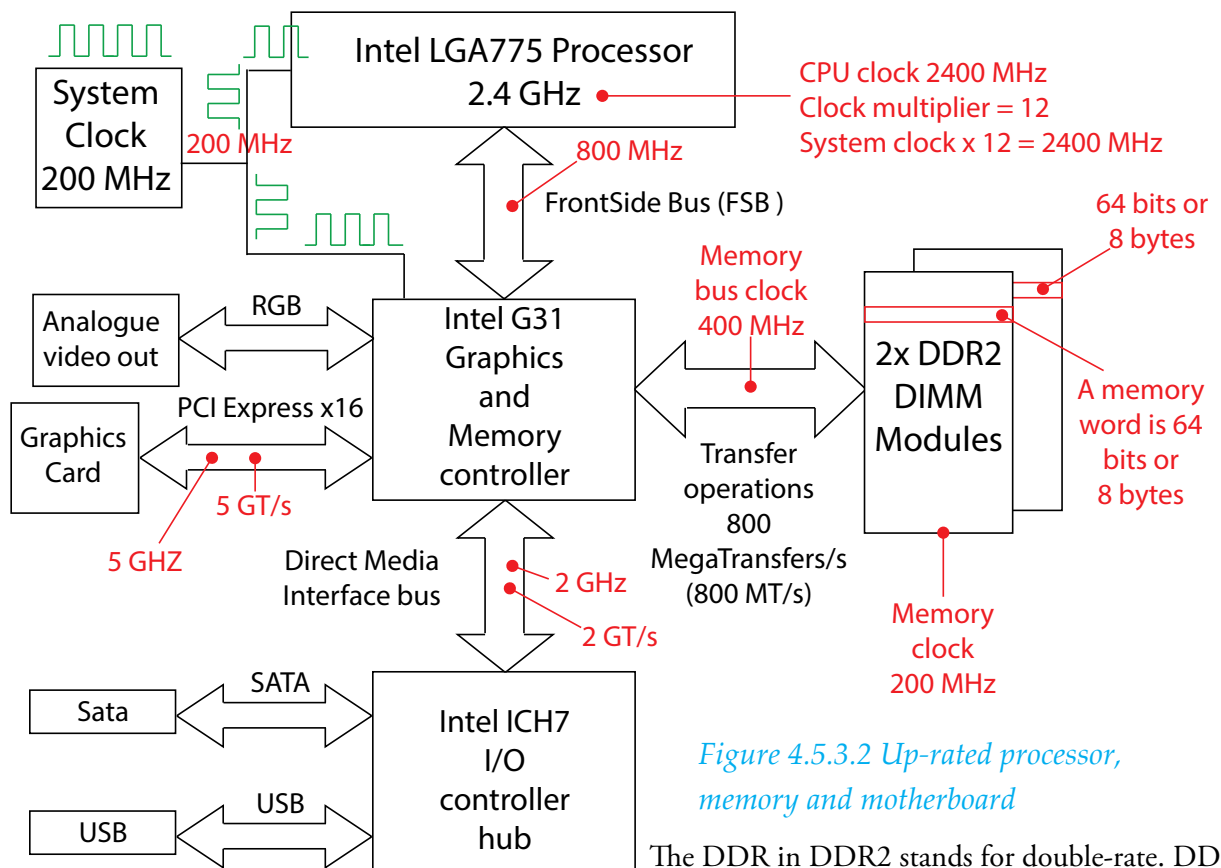 Intel LGA775 Processor
2.4 GHz
System
Clock
200 MHz
200 MHz
CPU clock 2400 MHz
Clock multiplier = 12
System clock x 12 = 2400 MHz
800 MHz
FrontSide Bus (FSB )
64 bits or
8 bytes
Memory
bus clock
400 MHz
Analogue
video out
RGB
Intel G31
Graphics
and
Memory
controller
2x DDR2
DIMM
Modules
A memory
word is 64
bits or
8 bytes
PCI Express x16
Graphics
Card
5 GT/s
5 GHZ
Transfer
operations
800
MegaTransfers/s
(800 MT/s)
Direct Media
Interface bus
2 GHz
2 GT/s
Memory
clock
200 MHz
SATA
Sata
Intel ICH7
I/O
controller
hub
USB
USB
Figure 4.5.3.2 Up-rated processor,
memory and motherboard
The DDR in DDR2 stands for double-rate. DD